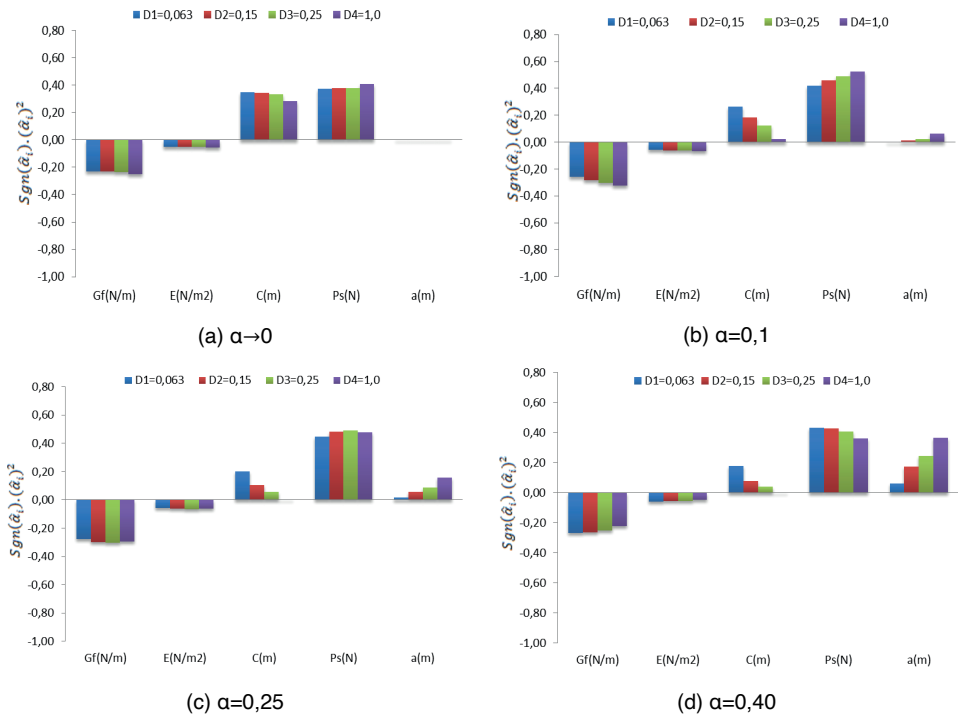 D1=0,063 D2=0,15 D3=0,25 D4=1,0
0,80
0,60
0,40
0,20
0,00
-0,20
-0,40
-0,60
-0,80
-1,00
Sgn(α̂ᵢ).(α̂ᵢ)²
Gf(N/m) E(N/m2) C(m) Ps(N) a(m)
(a) α→0
D1=0,063 D2=0,15 D3=0,25 D4=1,0
0,80
0,60
0,40
0,20
0,00
-0,20
-0,40
-0,60
-0,80
-1,00
Sgn(α̂ᵢ).(α̂ᵢ)²
Gf(N/m) E(N/m2) C(m) Ps(N) a(m)
(b) α=0,1
D1=0,063 D2=0,15 D3=0,25 D4=1,0
0,80
0,60
0,40
0,20
0,00
-0,20
-0,40
-0,60
-0,80
-1,00
Sgn(α̂ᵢ).(α̂ᵢ)²
Gf(N/m) E(N/m2) C(m) Ps(N) a(m)
(c) α=0,25
D1=0,063 D2=0,15 D3=0,25 D4=1,0
0,80
0,60
0,40
0,20
0,00
-0,20
-0,40
-0,60
-0,80
-1,00
Sgn(α̂ᵢ).(α̂ᵢ)²
Gf(N/m) E(N/m2) C(m) Ps(N) a(m)
(d) α=0,40